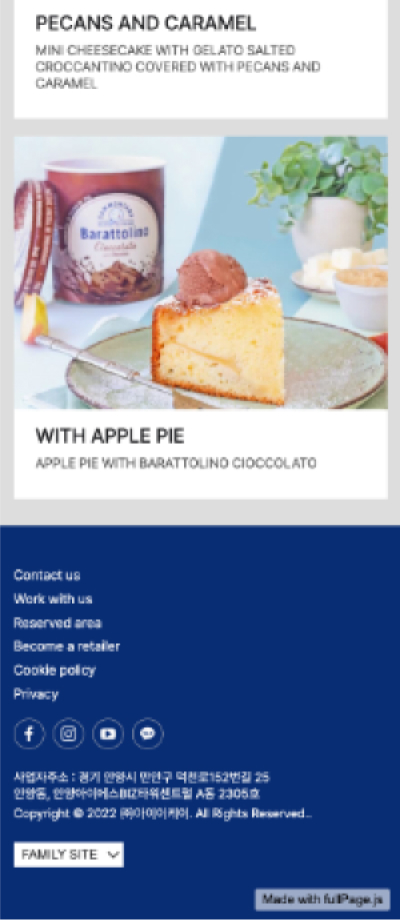 PECANS AND CARAMEL
MINI CHEESECAKE WITH GELATO SALTED
CROCCANTINO COVERED WITH PECANS AND
CARAMEL
Barattolino
Cioccolato
WITH APPLE PIE
APPLE PIE WITH BARATTOLINO CIOCCOLATO
Contact us
Work with us
Reserved area
Become a retailer
Cookie policy
Privacy
사업자주소 : 경기 안양시 만안구 덕천로152번길 25
안양동, 안양아이에스BIZ타워센트럴 A동 2305호
Copyright © 2022 ㈜아이이케이. All Rights Reserved..
FAMILY SITE
Made with fullPage.js